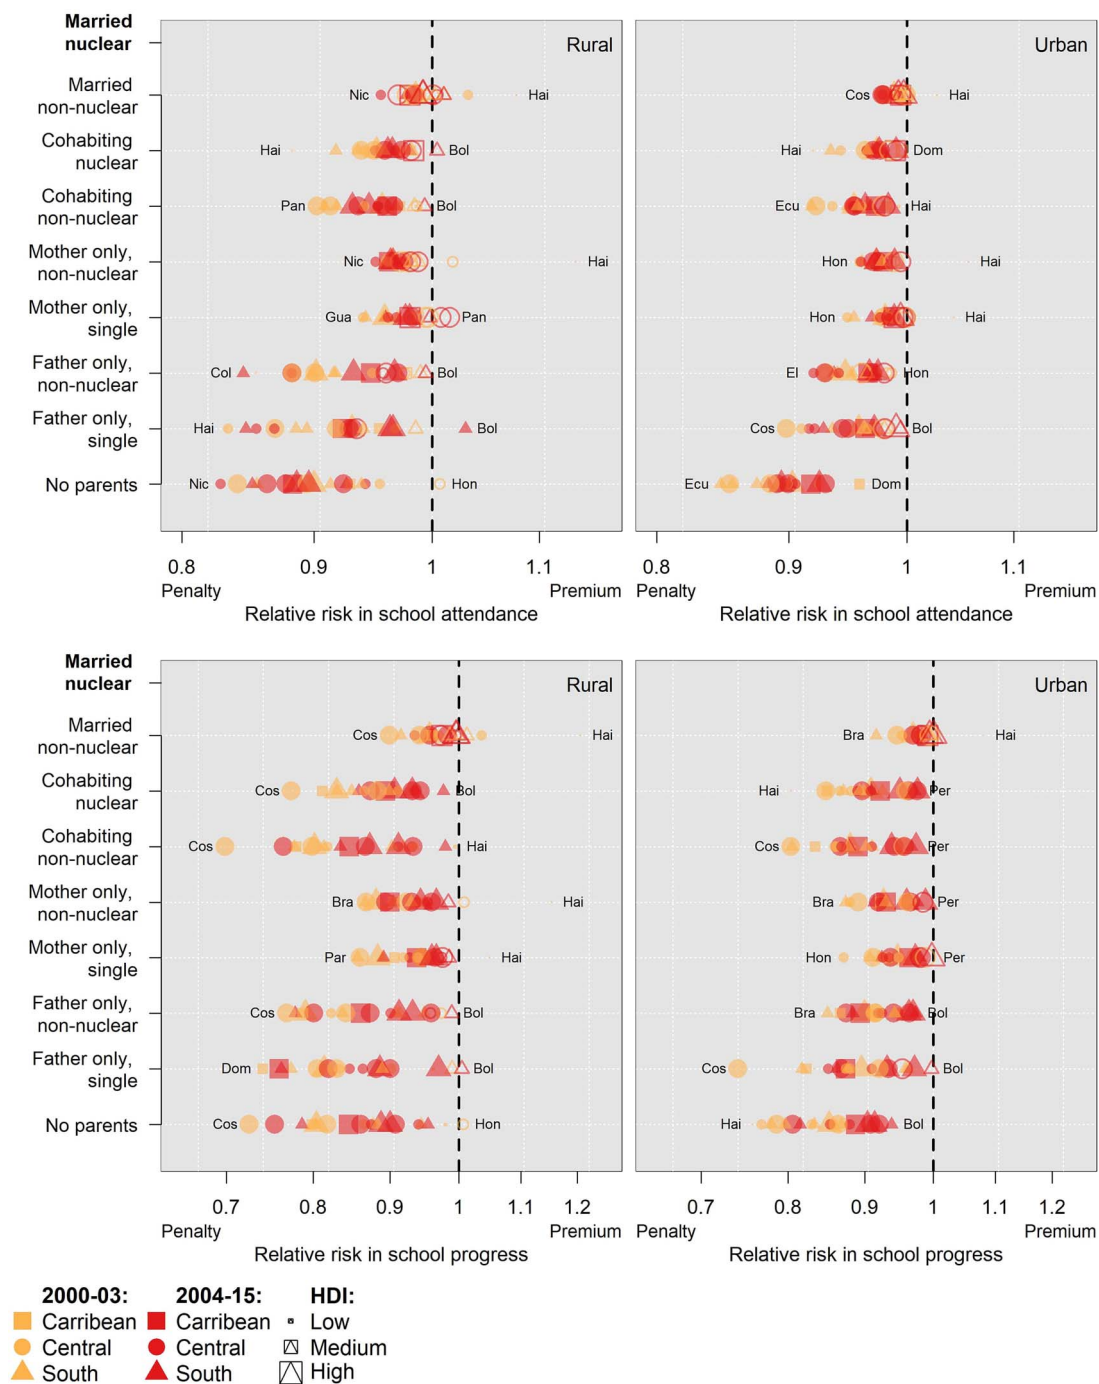 Married
nuclear
Rural
Urban
Married
non-nuclear
Nic
Hai
Cos
Hai
Cohabiting
nuclear
Hai
Bol
Hai
Dom
Cohabiting
non-nuclear
Pan
Bol
Ecu
Hai
Mother only,
non-nuclear
Nic
Hai
Hon
Hai
Mother only,
single
Gua
Pan
Hon
Hai
Father only,
non-nuclear
Col
Bol
El
Hon
Father only,
single
Hai
Bol
Cos
Bol
No parents
Nic
Hon
Ecu
Dom
0.8 0.9 1 1.1
0.8 0.9 1 1.1
Penalty Premium
Penalty Premium
Relative risk in school attendance
Relative risk in school attendance
Married
nuclear
Rural
Urban
Married
non-nuclear
Cos
Hai
Bra
Hai
Cohabiting
nuclear
Cos
Bol
Hai
Per
Cohabiting
non-nuclear
Cos
Hai
Cos
Per
Mother only,
non-nuclear
Bra
Hai
Bra
Per
Mother only,
single
Par
Hai
Hon
Per
Father only,
non-nuclear
Cos
Bol
Bra
Bol
Father only,
single
Dom
Bol
Cos
Bol
No parents
Cos
Hon
Hai
Bol
0.7 0.8 0.9 1 1.1 1.2
0.7 0.8 0.9 1 1.1 1.2
Penalty Premium
Penalty Premium
Relative risk in school progress
Relative risk in school progress
2000-03: 2004-15: HDI:
Carribean Carribean Low
Central Central Medium
South South High